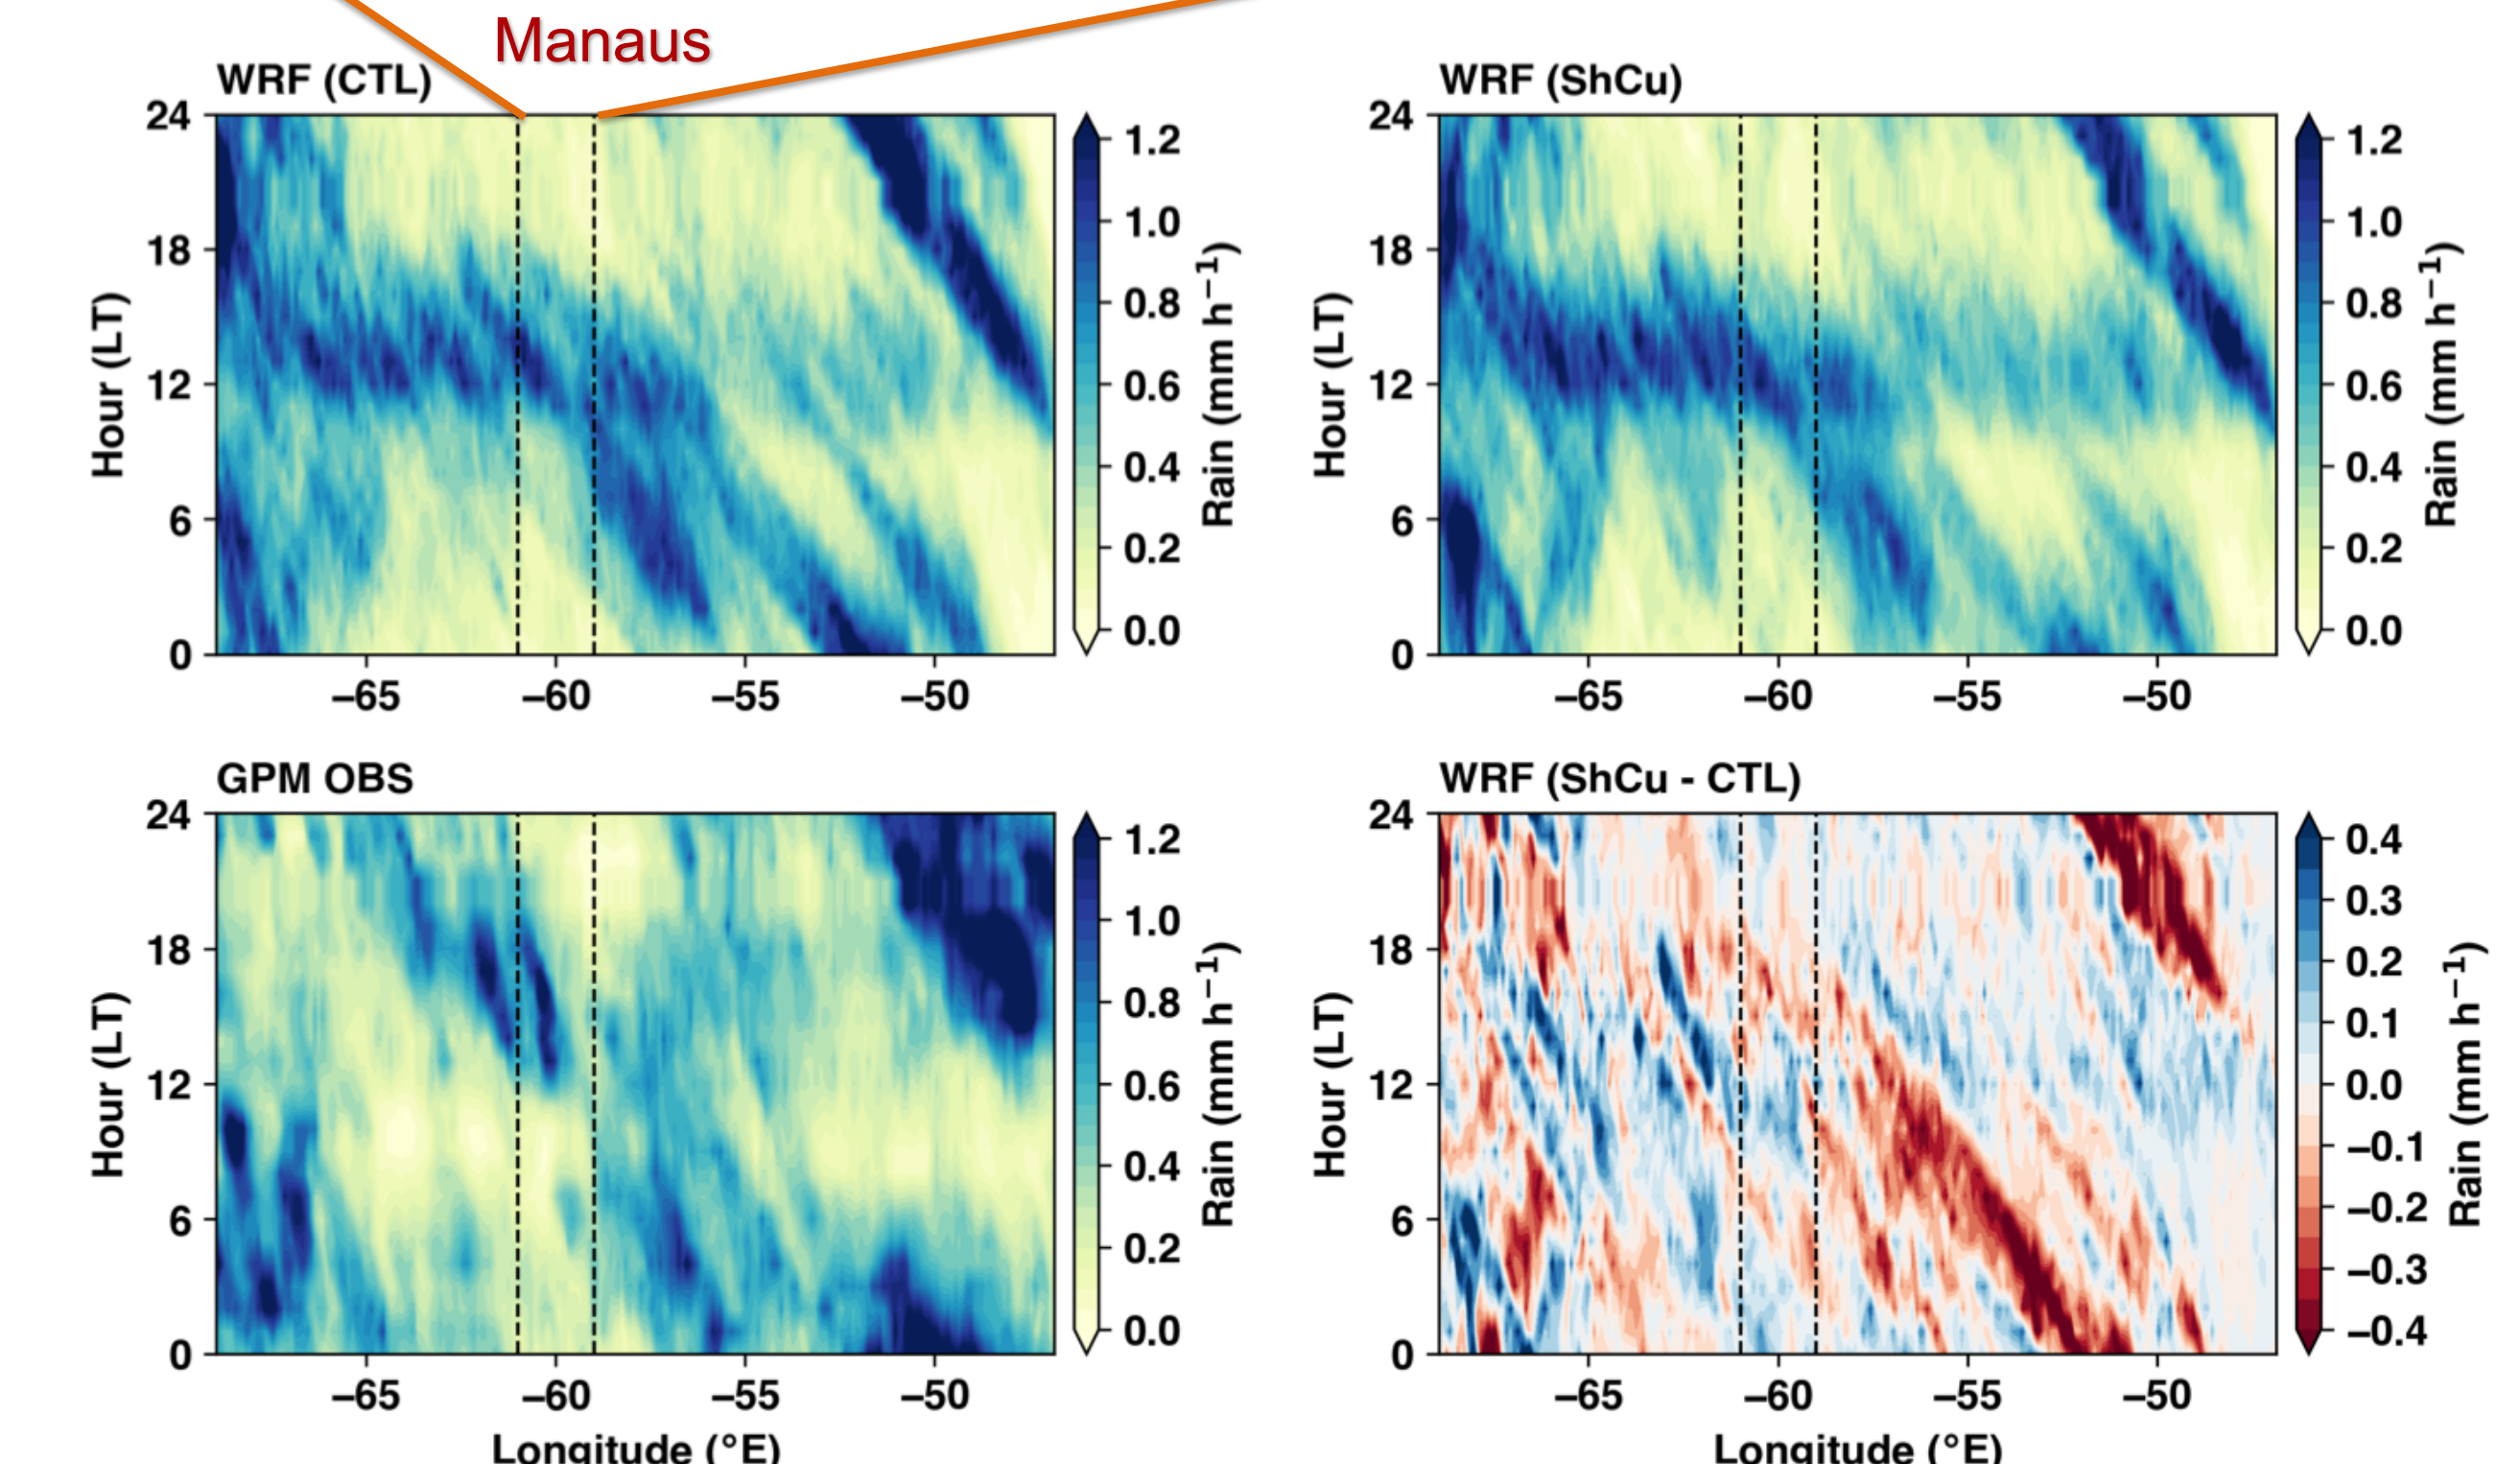 Manaus
WRF (CTL)
24
18
12
6
0
Hour (LT)
−65 −60 −55 −50
1.2
1.0
0.8
0.6
0.4
0.2
0.0
Rain (mm h−1)
WRF (ShCu)
24
18
12
6
0
Hour (LT)
−65 −60 −55 −50
1.2
1.0
0.8
0.6
0.4
0.2
0.0
Rain (mm h−1)
GPM OBS
24
18
12
6
0
Hour (LT)
−65 −60 −55 −50
Longitude (°E)
1.2
1.0
0.8
0.6
0.4
0.2
0.0
Rain (mm h−1)
WRF (ShCu - CTL)
24
18
12
6
0
Hour (LT)
−65 −60 −55 −50
Longitude (°E)
0.4
0.3
0.2
0.1
0.0
−0.1
−0.2
−0.3
−0.4
Rain (mm h−1)